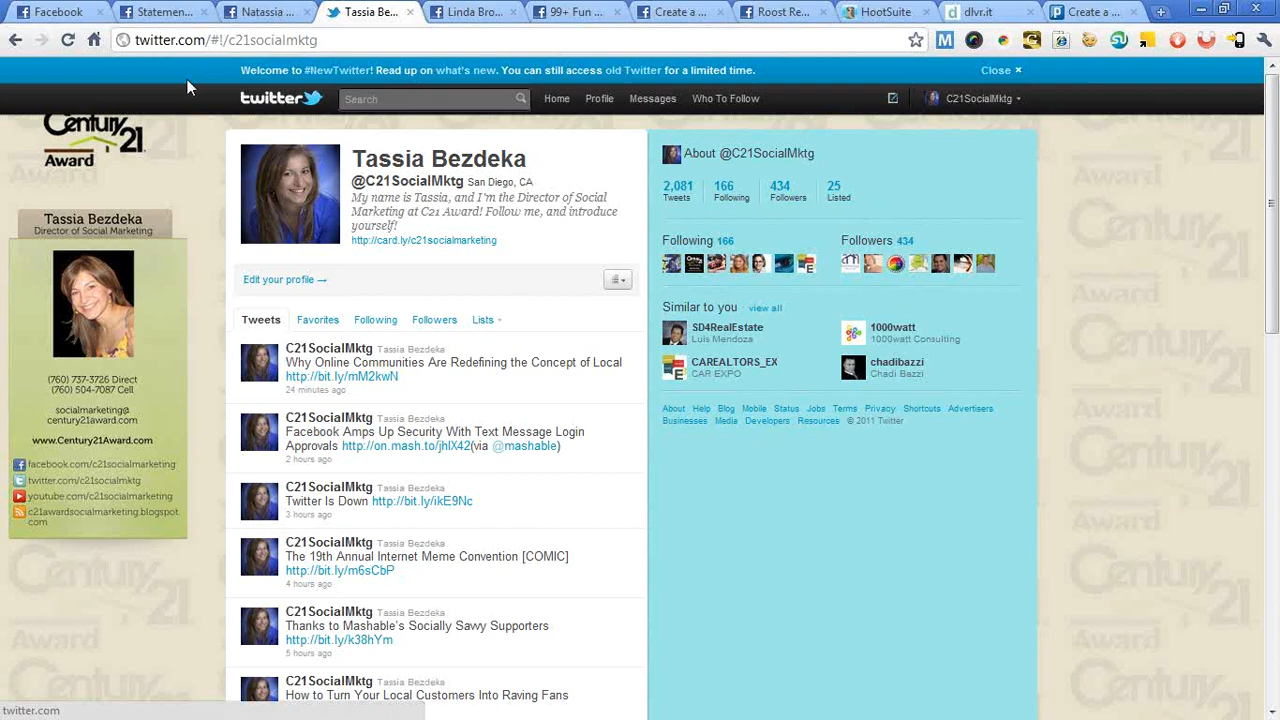 Facebook
Statemen...
Natassia ...
Tassia Be...
Linda Bro...
99+ Fun ...
Create a ...
Roost Re...
HootSuite
dlvr.it
Create a ...
twitter.com/#!/c21socialmktg
Welcome to #NewTwitter! Read up on what's new. You can still access old Twitter for a limited time.
Close ×
twitter
Search
Home
Profile
Messages
Who To Follow
C21SocialMktg
Century 21
Award
Tassia Bezdeka
Director of Social Marketing
(760) 737-3726 Direct
(760) 504-7087 Cell
socialmarketing@
century21award.com
www.Century21Award.com
facebook.com/c21socialmarketing
twitter.com/c21socialmktg
youtube.com/c21socialmarketing
c21awardsocialmarketing.blogspot.
com
Tassia Bezdeka
@C21SocialMktg San Diego, CA
My name is Tassia, and I'm the Director of Social
Marketing at C21 Award! Follow me, and introduce
yourself!
http://card.ly/c21socialmarketing
Edit your profile →
Tweets
Favorites
Following
Followers
Lists
C21SocialMktg Tassia Bezdeka
Why Online Communities Are Redefining the Concept of Local
http://bit.ly/mM2kwN
24 minutes ago
C21SocialMktg Tassia Bezdeka
Facebook Amps Up Security With Text Message Login
Approvals http://on.mash.to/jhIX42(via @mashable)
2 hours ago
C21SocialMktg Tassia Bezdeka
Twitter Is Down http://bit.ly/ikE9Nc
3 hours ago
C21SocialMktg Tassia Bezdeka
The 19th Annual Internet Meme Convention [COMIC]
http://bit.ly/m6sCbP
4 hours ago
C21SocialMktg Tassia Bezdeka
Thanks to Mashable's Socially Savvy Supporters
http://bit.ly/k38hYm
5 hours ago
C21SocialMktg Tassia Bezdeka
How to Turn Your Local Customers Into Raving Fans
About @C21SocialMktg
2,081
Tweets
166
Following
434
Followers
25
Listed
Following 166
Followers 434
Similar to you view all
SD4RealEstate
Luis Mendoza
1000watt
1000watt Consulting
CAREALTORS_EX
CAR EXPO
chadibazzi
Chadi Bazzi
About Help Blog Mobile Status Jobs Terms Privacy Shortcuts Advertisers
Businesses Media Developers Resources © 2011 Twitter
twitter.com